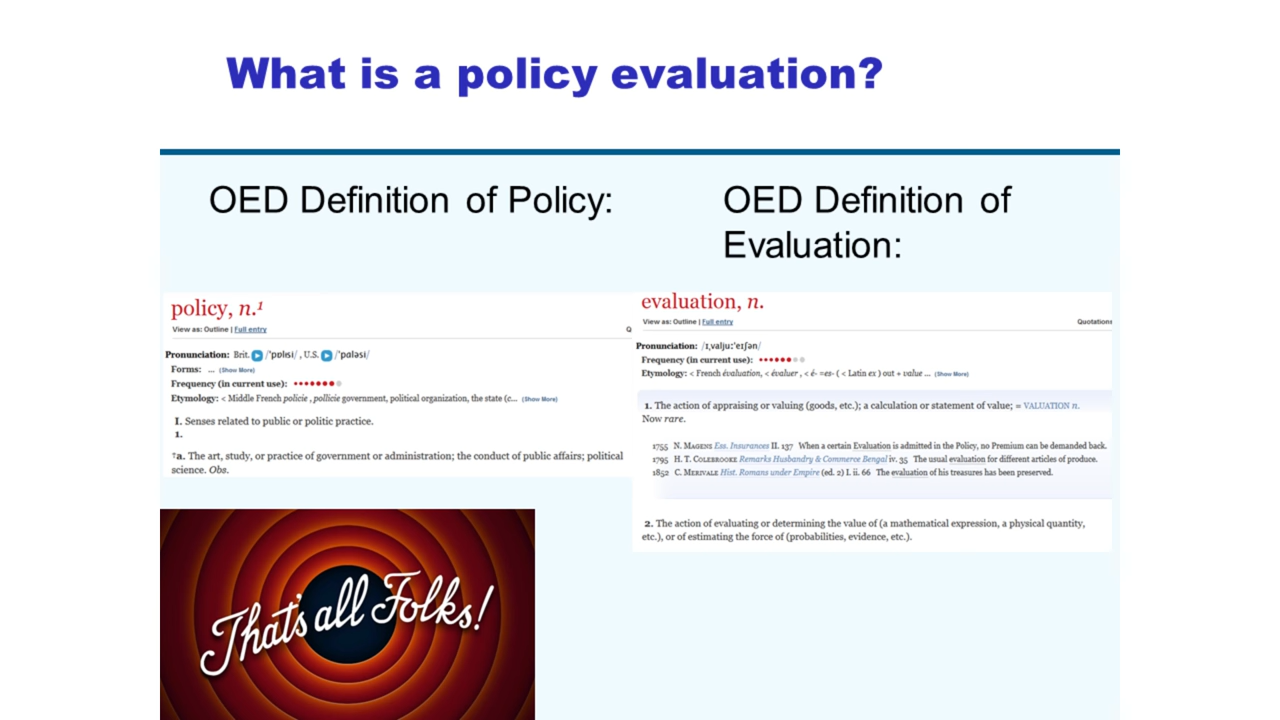 What is a policy evaluation?
OED Definition of Policy:
OED Definition of
Evaluation:
policy, n.¹
View as: Outline | Full entry
Q
Pronunciation: Brit. /ˈpɒlɪsi/ , U.S. /ˈpɑləsi/
Forms: ... (Show More)
Frequency (in current use):
Etymology: < Middle French policie , pollicie government, political organization, the state (c... (Show More)
I. Senses related to public or politic practice.
1.
†a. The art, study, or practice of government or administration; the conduct of public affairs; political
science. Obs.
evaluation, n.
View as: Outline | Full entry
Quotations
Pronunciation: /ɪˌvaljuːˈeɪʃən/
Frequency (in current use):
Etymology: < French évaluation, < évaluer , < é- =es- ( < Latin ex ) out + value ... (Show More)
1. The action of appraising or valuing (goods, etc.); a calculation or statement of value; = VALUATION n.
Now rare.
1755 N. MAGENS Ess. Insurances II. 137 When a certain Evaluation is admitted in the Policy, no Premium can be demanded back.
1795 H. T. COLEBROOKE Remarks Husbandry & Commerce Bengal iv. 35 The usual evaluation for different articles of produce.
1852 C. MERIVALE Hist. Romans under Empire (ed. 2) I. ii. 66 The evaluation of his treasures has been preserved.
2. The action of evaluating or determining the value of (a mathematical expression, a physical quantity,
etc.), or of estimating the force of (probabilities, evidence, etc.).
That's all Folks!